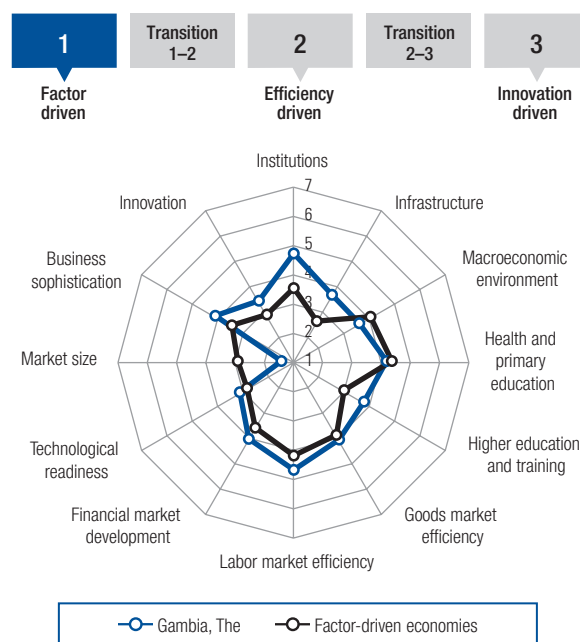 1
Transition
1–2
2
Transition
2–3
3
Factor
driven
Efficiency
driven
Innovation
driven
Institutions
7
Innovation
Infrastructure
6
5
Business
sophistication
Macroeconomic
environment
4
3
2
Market size
1
Health and
primary
education
Technological
readiness
Higher education
and training
Financial market
development
Goods market
efficiency
Labor market efficiency
Gambia, The
Factor-driven economies